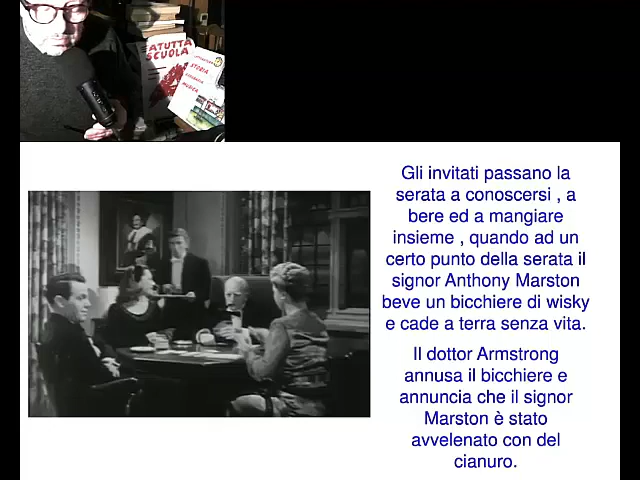 A TUTTA
SCUOLA
STORIA
MUSICA
Gli invitati passano la
serata a conoscersi , a
bere ed a mangiare
insieme , quando ad un
certo punto della serata il
signor Anthony Marston
beve un bicchiere di wisky
e cade a terra senza vita.
Il dottor Armstrong
annusa il bicchiere e
annuncia che il signor
Marston è stato
avvelenato con del
cianuro.